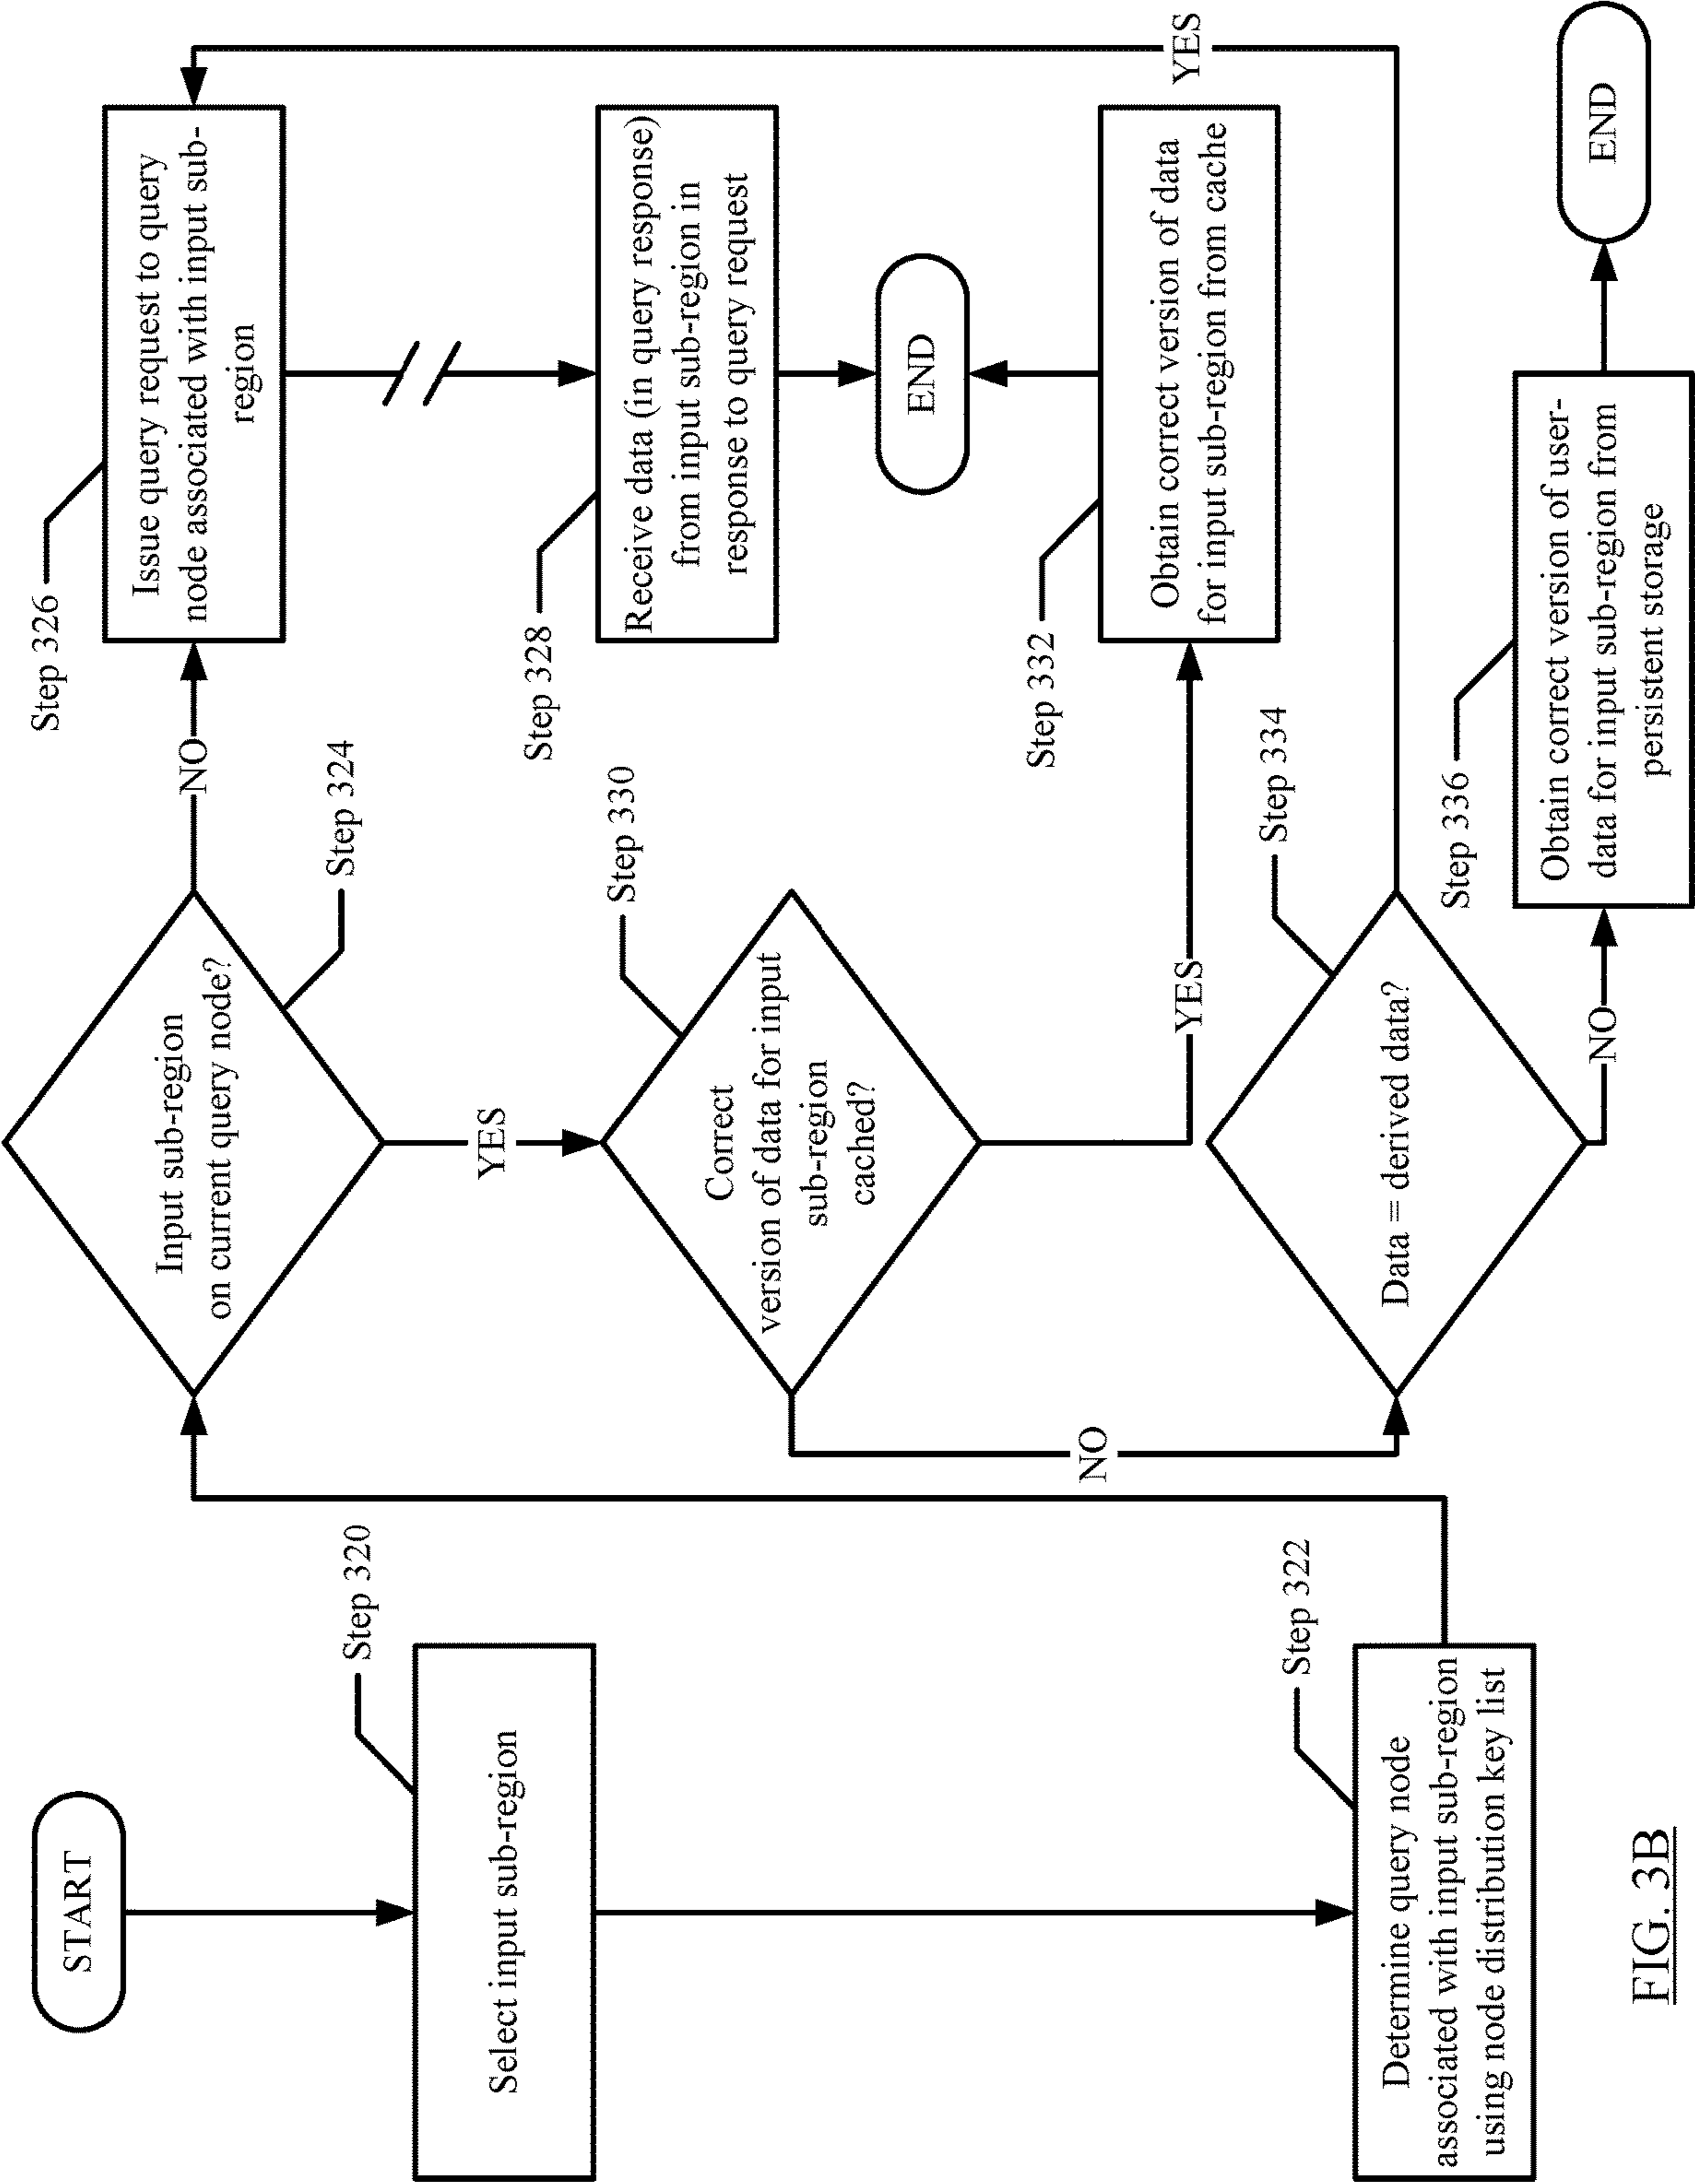 START
Step 320
Select input sub-region
Step 322
Determine query node
associated with input sub-region
using node distribution key list
Input sub-region
on current query node?
Step 324
NO
YES
Step 326
Issue query request to query
node associated with input sub-
region
Step 328
Receive data (in query response)
from input sub-region in
response to query request
END
Step 330
Correct
version of data for input
sub-region
cached?
YES
NO
Step 332
Obtain correct version of data
for input sub-region from cache
Step 334
Data = derived data?
YES
NO
Step 336
Obtain correct version of user-
data for input sub-region from
persistent storage
END
FIG. 3B